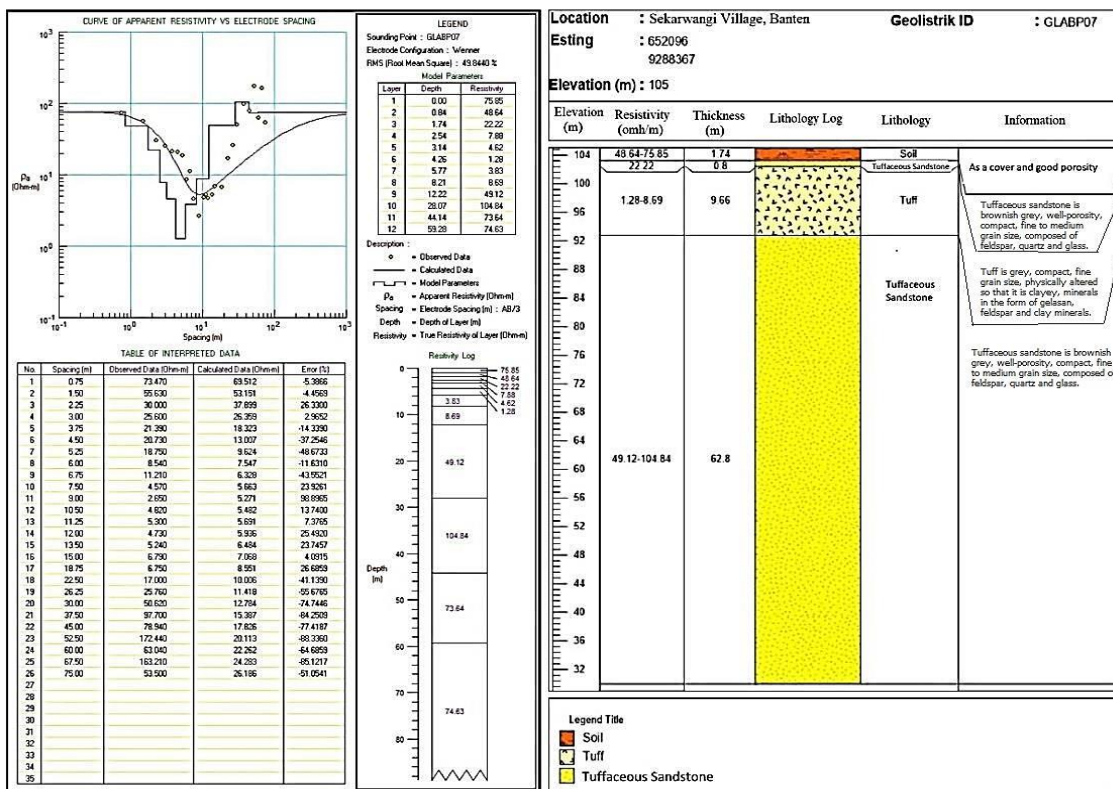 CURVE OF APPARENT RESISTIVITY VS ELECTRODE SPACING
10³
10²
ρa
(Ohm-m)
10¹
10⁰
10⁻¹
10⁻¹ 10⁰ 10¹ 10² 10³
Spacing (m)
TABLE OF INTERPRETED DATA
No. Spacing (m) Observed Data (Ohm-m) Calculated Data (Ohm-m) Error (%)
1 0.75 73.470 69.512 -5.3866
2 1.50 55.630 53.151 -4.4569
3 2.25 30.000 37.899 26.3300
4 3.00 25.600 26.359 2.9652
5 3.75 21.390 18.323 -14.3390
6 4.50 20.730 13.007 -37.2546
7 5.25 18.750 9.624 -48.6733
8 6.00 8.540 7.547 -11.6310
9 6.75 11.210 6.328 -43.5521
10 7.50 4.570 5.663 23.9261
11 9.00 2.650 5.271 98.8965
12 10.50 4.820 5.482 13.7400
13 11.25 5.300 5.691 7.3765
14 12.00 4.730 5.936 25.4920
15 13.50 5.240 6.484 23.7457
16 15.00 6.790 7.068 4.0915
17 18.75 6.750 8.551 26.6859
18 22.50 17.000 10.006 -41.1390
19 26.25 25.760 11.418 -55.6765
20 30.00 50.620 12.784 -74.7446
21 37.50 97.700 15.387 -84.2509
22 45.00 78.940 17.826 -77.4187
23 52.50 172.440 20.113 -88.3360
24 60.00 63.040 22.262 -64.6859
25 67.50 163.210 24.283 -85.1217
26 75.00 53.500 26.186 -51.0541
27
28
29
30
31
32
33
34
35
LEGEND
Sounding Point : GLABP07
Electrode Configuration : Wenner
RMS (Root Mean Square) : 49.8440 %
Model Parameters
Layer Depth Resistivity
1 0.00 75.85
2 0.84 48.64
3 1.74 22.22
4 2.54 7.88
5 3.14 4.62
6 4.26 1.28
7 5.77 3.83
8 8.21 8.69
9 12.22 49.12
10 28.07 104.84
11 44.14 73.64
12 59.28 74.63
Description :
= Observed Data
= Calculated Data
= Model Parameters
ρa = Apparent Resistivity (Ohm-m)
Spacing = Electrode Spacing (m) : AB/3
Depth = Depth of Layer (m)
Resistivity = True Resistivity of Layer (Ohm-m)
Resitivity Log
0
10
20
30
40
Depth
(m)
50
60
70
80
75.85
48.64
22.22
7.88
4.62
1.28
3.83
8.69
49.12
104.84
73.64
74.63
Location : Sekarwangi Village, Banten Geolistrik ID : GLABP07
Esting : 652096
9288367
Elevation (m) : 105
Elevation (m) Resistivity (omh/m) Thickness (m) Lithology Log Lithology Information
104 48.64-75.85 1.74 Soil
22.22 0.8 Tuffaceous Sandstone
As a cover and good porosity
100
1.28-8.69 9.66 Tuff
96
92
88
84
80
76
72
68
64
60
56
52
48
44
40
36
32
Tuffaceous
Sandstone
49.12-104.84 62.8
Tuffaceous sandstone is
brownish grey, well-porosity,
compact, fine to medium
grain size, composed of
feldspar, quartz and glass.
Tuff is grey, compact, fine
grain size, physically altered
so that it is clayey, minerals
in the form of gelasan,
feldspar and clay minerals.
Tuffaceous sandstone is brownish
grey, well-porosity, compact, fine
to medium grain size, composed o
feldspar, quartz and glass.
Legend Title
Soil
Tuff
Tuffaceous Sandstone